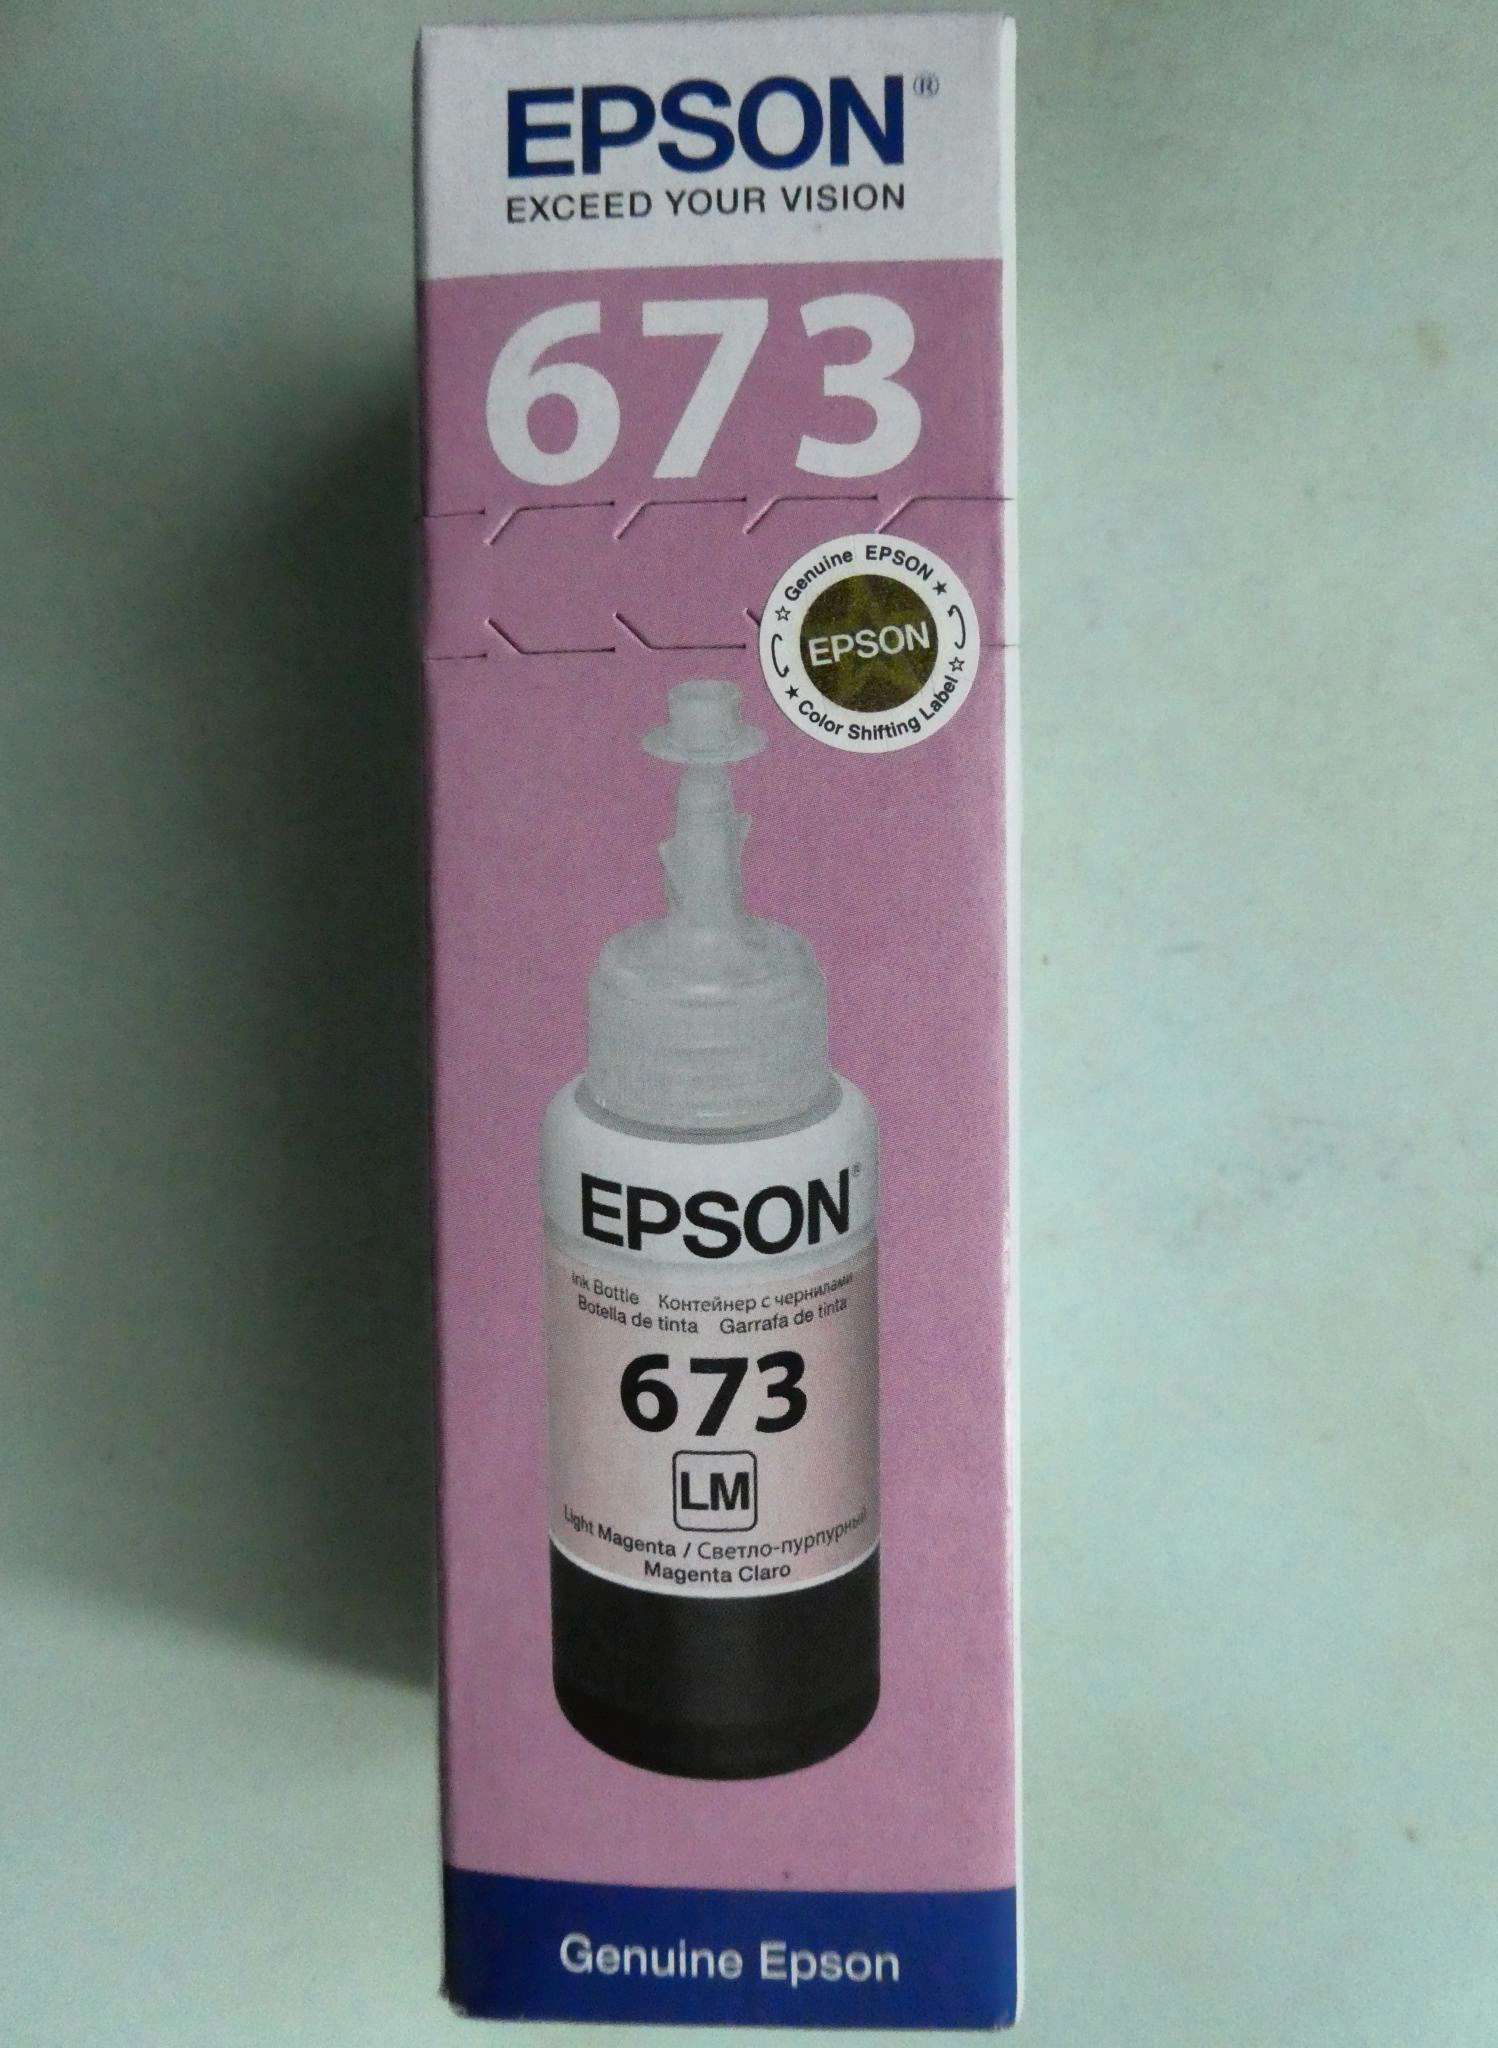 EPSON®
EXCEED YOUR VISION
673
Genuine EPSON
EPSON
Color Shifting Label
EPSON®
Ink Bottle Контейнер с чернилами
Botella de tinta Garrafa de tinta
673
LM
Light Magenta / Светло-пурпурный
Magenta Claro
Genuine Epson